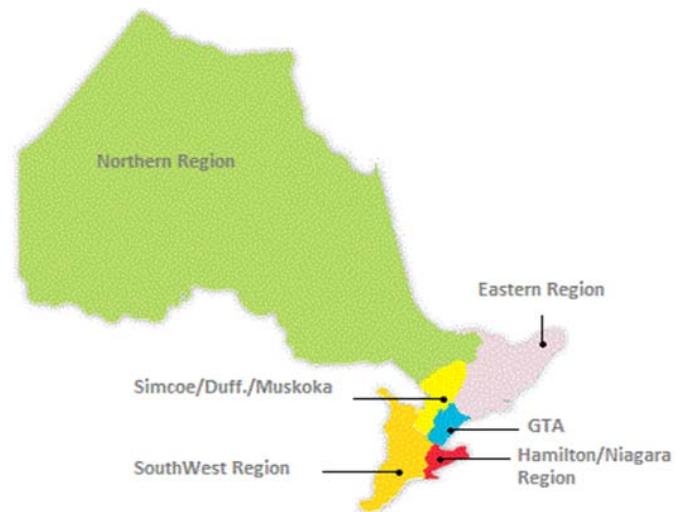 Northern Region
Eastern Region
Simcoe/Duff./Muskoka
GTA
Hamilton/Niagara
Region
SouthWest Region